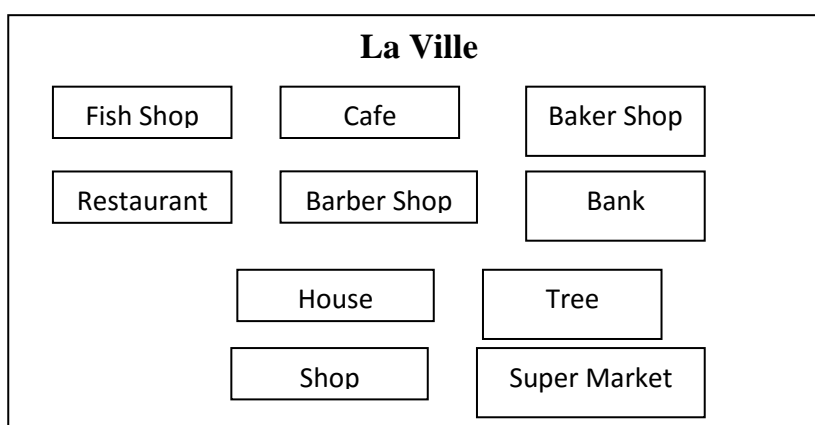 La Ville
Fish Shop Cafe Baker Shop
Restaurant Barber Shop Bank
House Tree
Shop Super Market